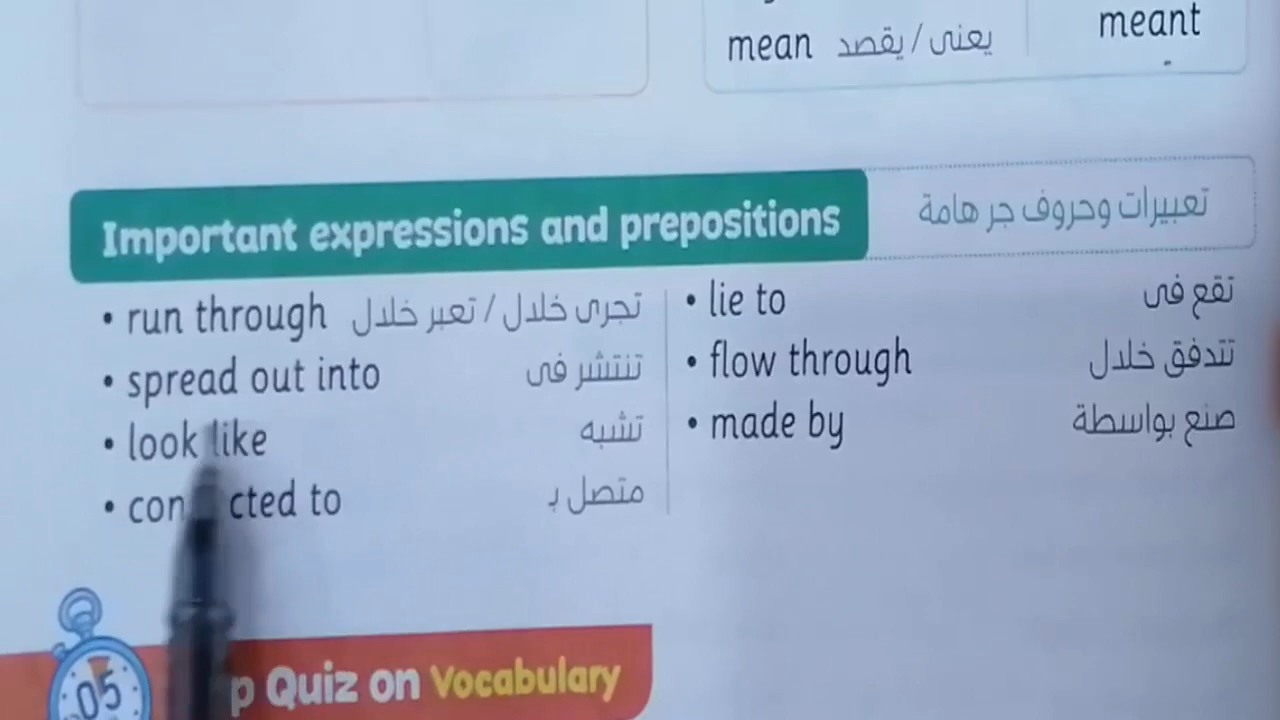 mean يعنى / يقصد meant
Important expressions and prepositions تعبيرات وحروف جر هامة
• run through تجرى خلال / تعبر خلال
• spread out into تنتشر فى
• look like تشبه
• to متصل بـ
• lie to تقع فى
• flow through تتدفق خلال
• made by صنع بواسطة
05
Quiz on Vocabulary